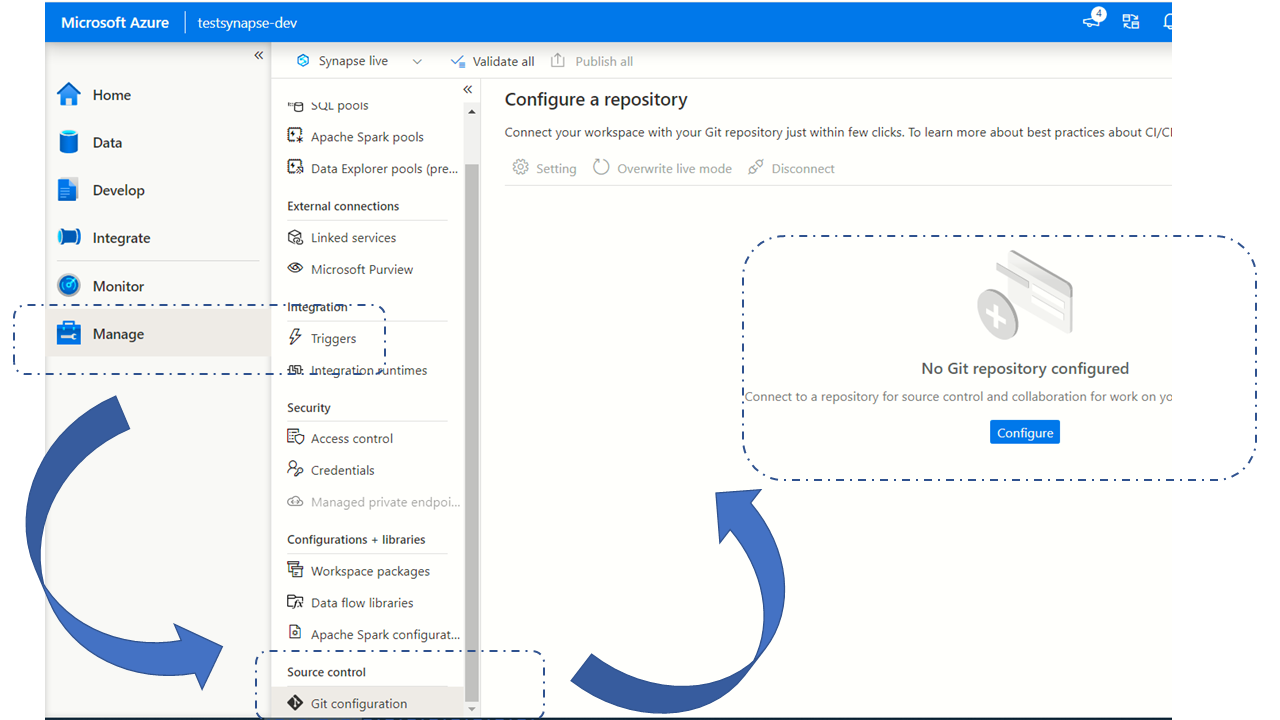 Microsoft Azure
testsynapse-dev
4
«
Synapse live
Validate all
Publish all
Home
Data
Develop
Integrate
Monitor
Manage
«
SQL pools
Apache Spark pools
Data Explorer pools (pre...
External connections
Linked services
Microsoft Purview
Integration
Triggers
Integration runtimes
Security
Access control
Credentials
Managed private endpoi...
Configurations + libraries
Workspace packages
Data flow libraries
Apache Spark configurat...
Source control
Git configuration
Configure a repository
Connect your workspace with your Git repository just within few clicks. To learn more about best practices about CI/CI
Setting
Overwrite live mode
Disconnect
No Git repository configured
Connect to a repository for source control and collaboration for work on yo
Configure